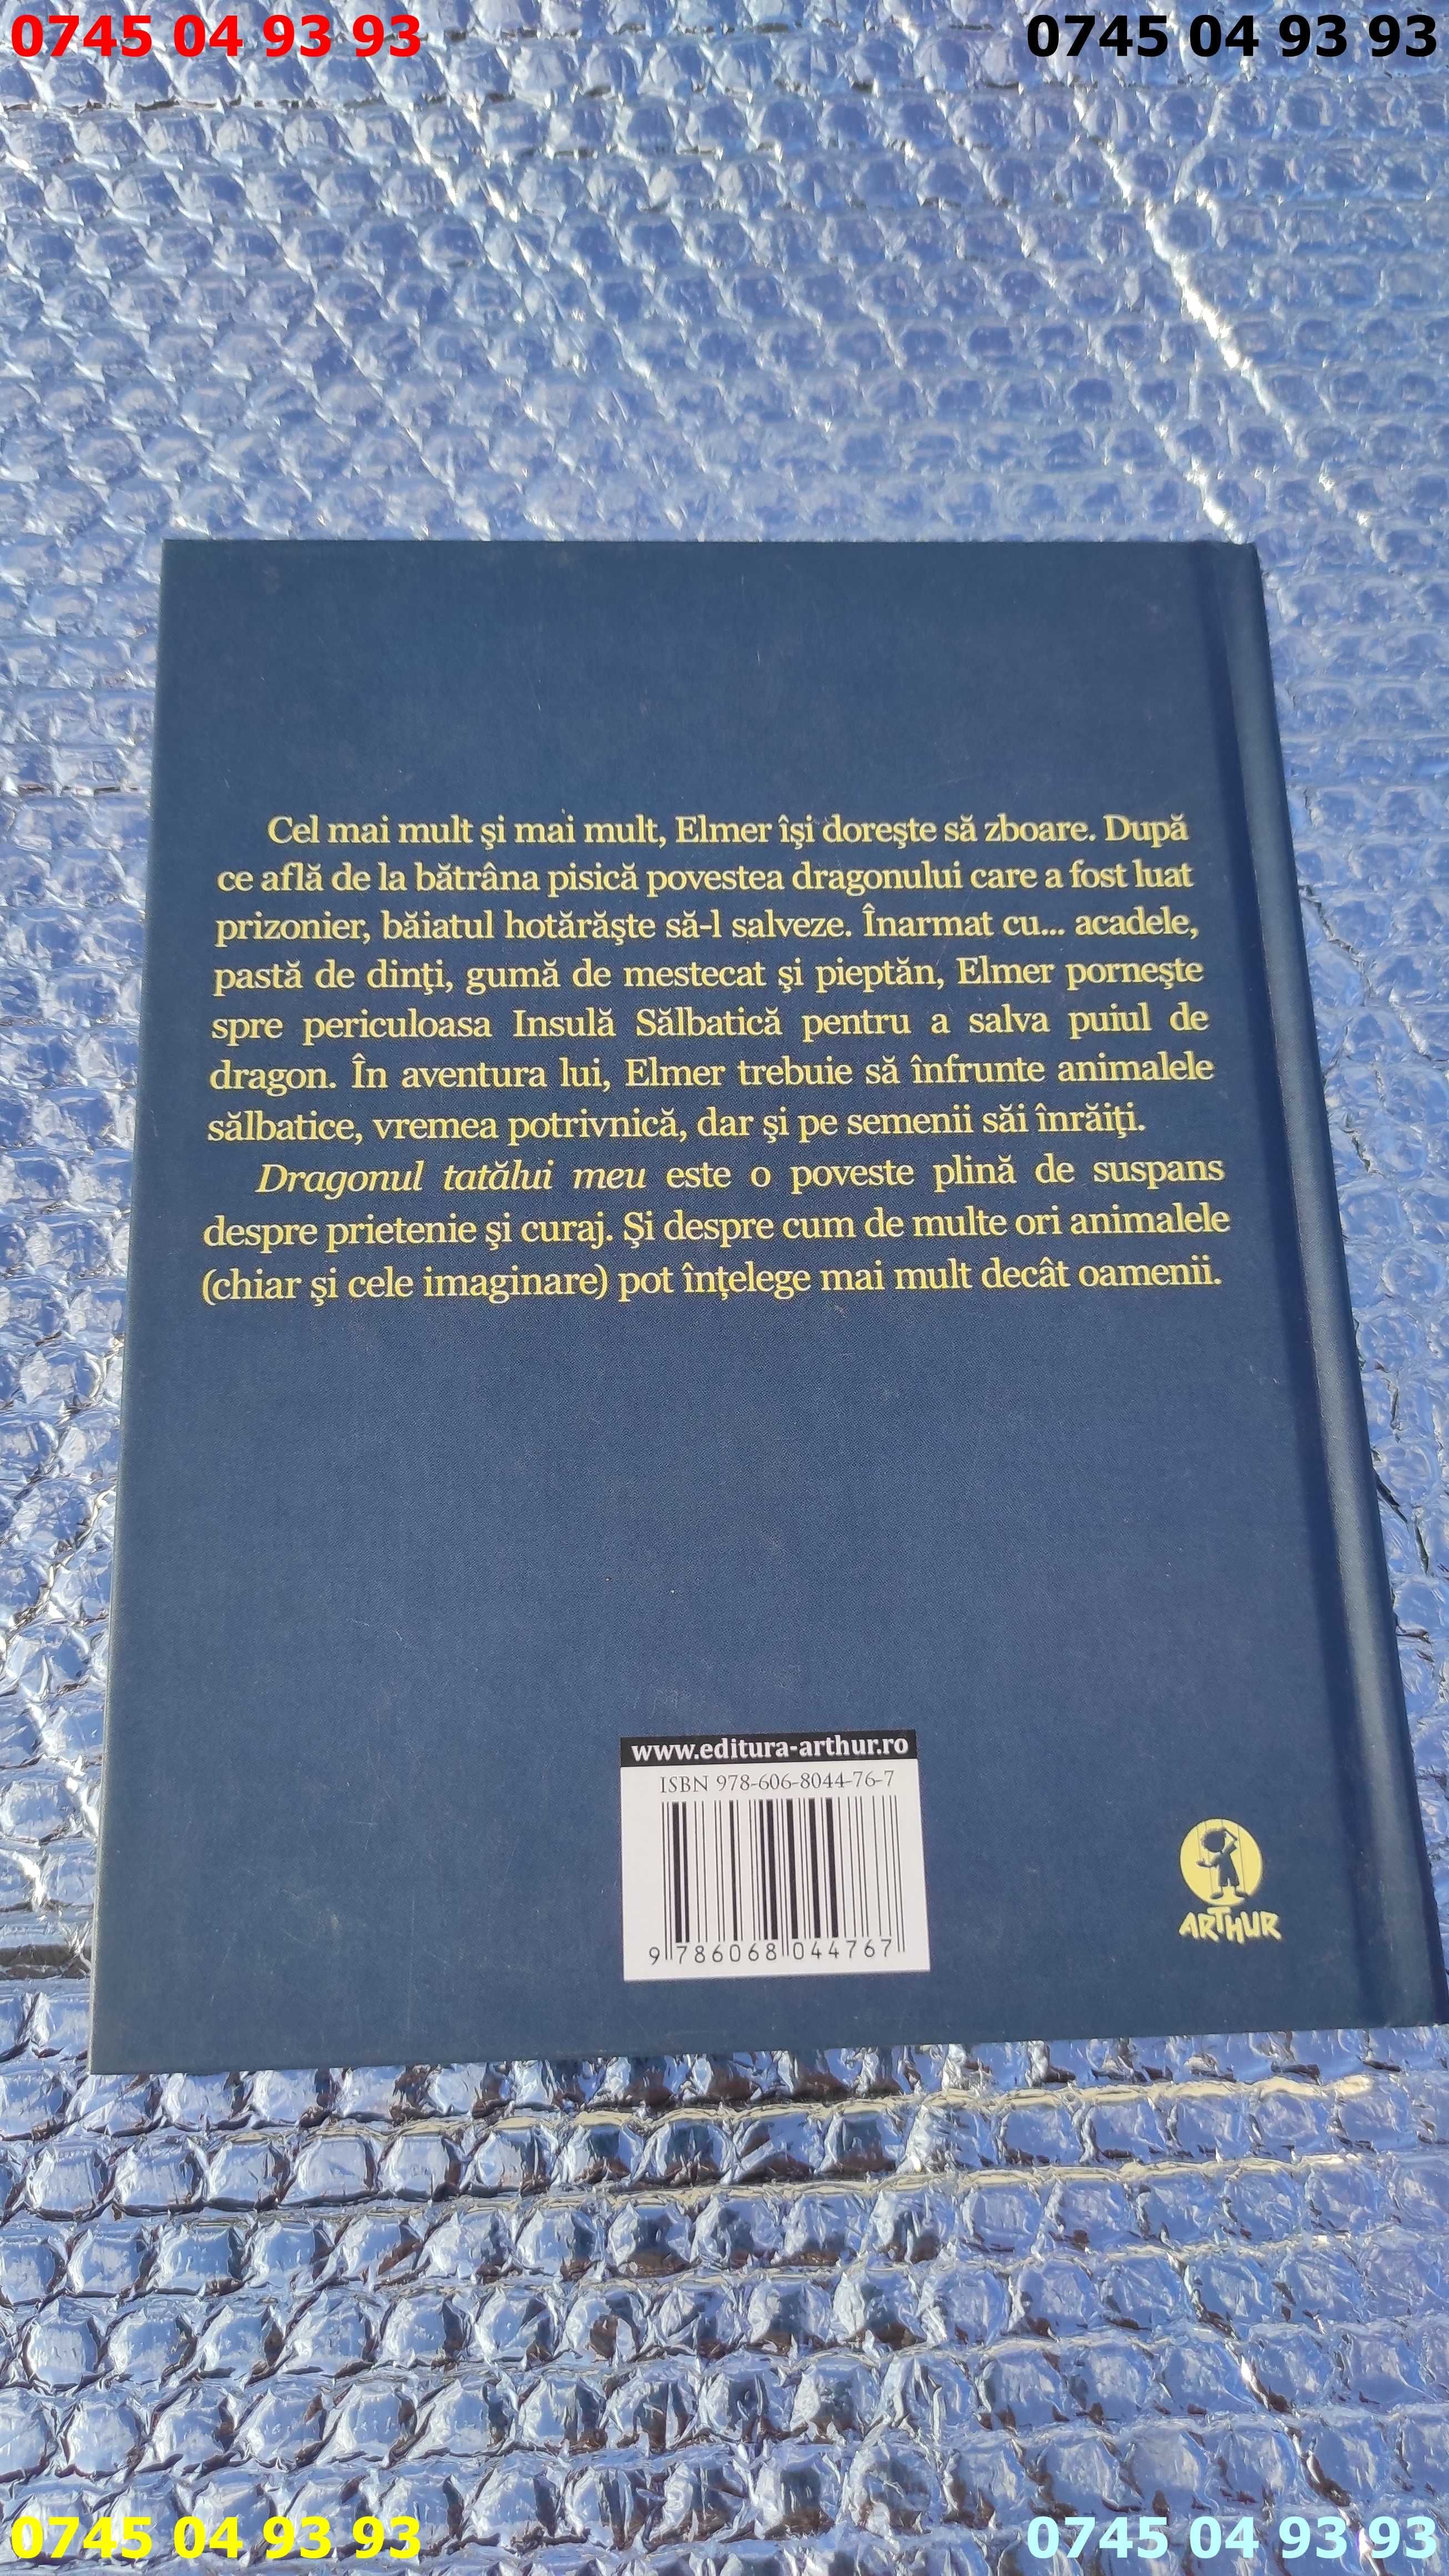 0745 04 93 93
0745 04 93 93
Cel mai mult şi mai mult, Elmer îşi doreşte să zboare. După
ce află de la bătrâna pisică povestea dragonului care a fost luat
prizonier, băiatul hotărăşte să-l salveze. Înarmat cu... acadele,
pastă de dinţi, gumă de mestecat şi pieptăn, Elmer porneşte
spre periculoasa Insulă Sălbatică pentru a salva puiul de
dragon. În aventura lui, Elmer trebuie să înfrunte animalele
sălbatice, vremea potrivnică, dar şi pe semenii săi înrăiţi.
Dragonul tatălui meu este o poveste plină de suspans
despre prietenie şi curaj. Şi despre cum de multe ori animalele
(chiar şi cele imaginare) pot înțelege mai mult decât oamenii.
www.editura-arthur.ro
ISBN 978-606-8044-76-7
9 786068 044767
ARTHUR
0745 04 93 93
0745 04 93 93